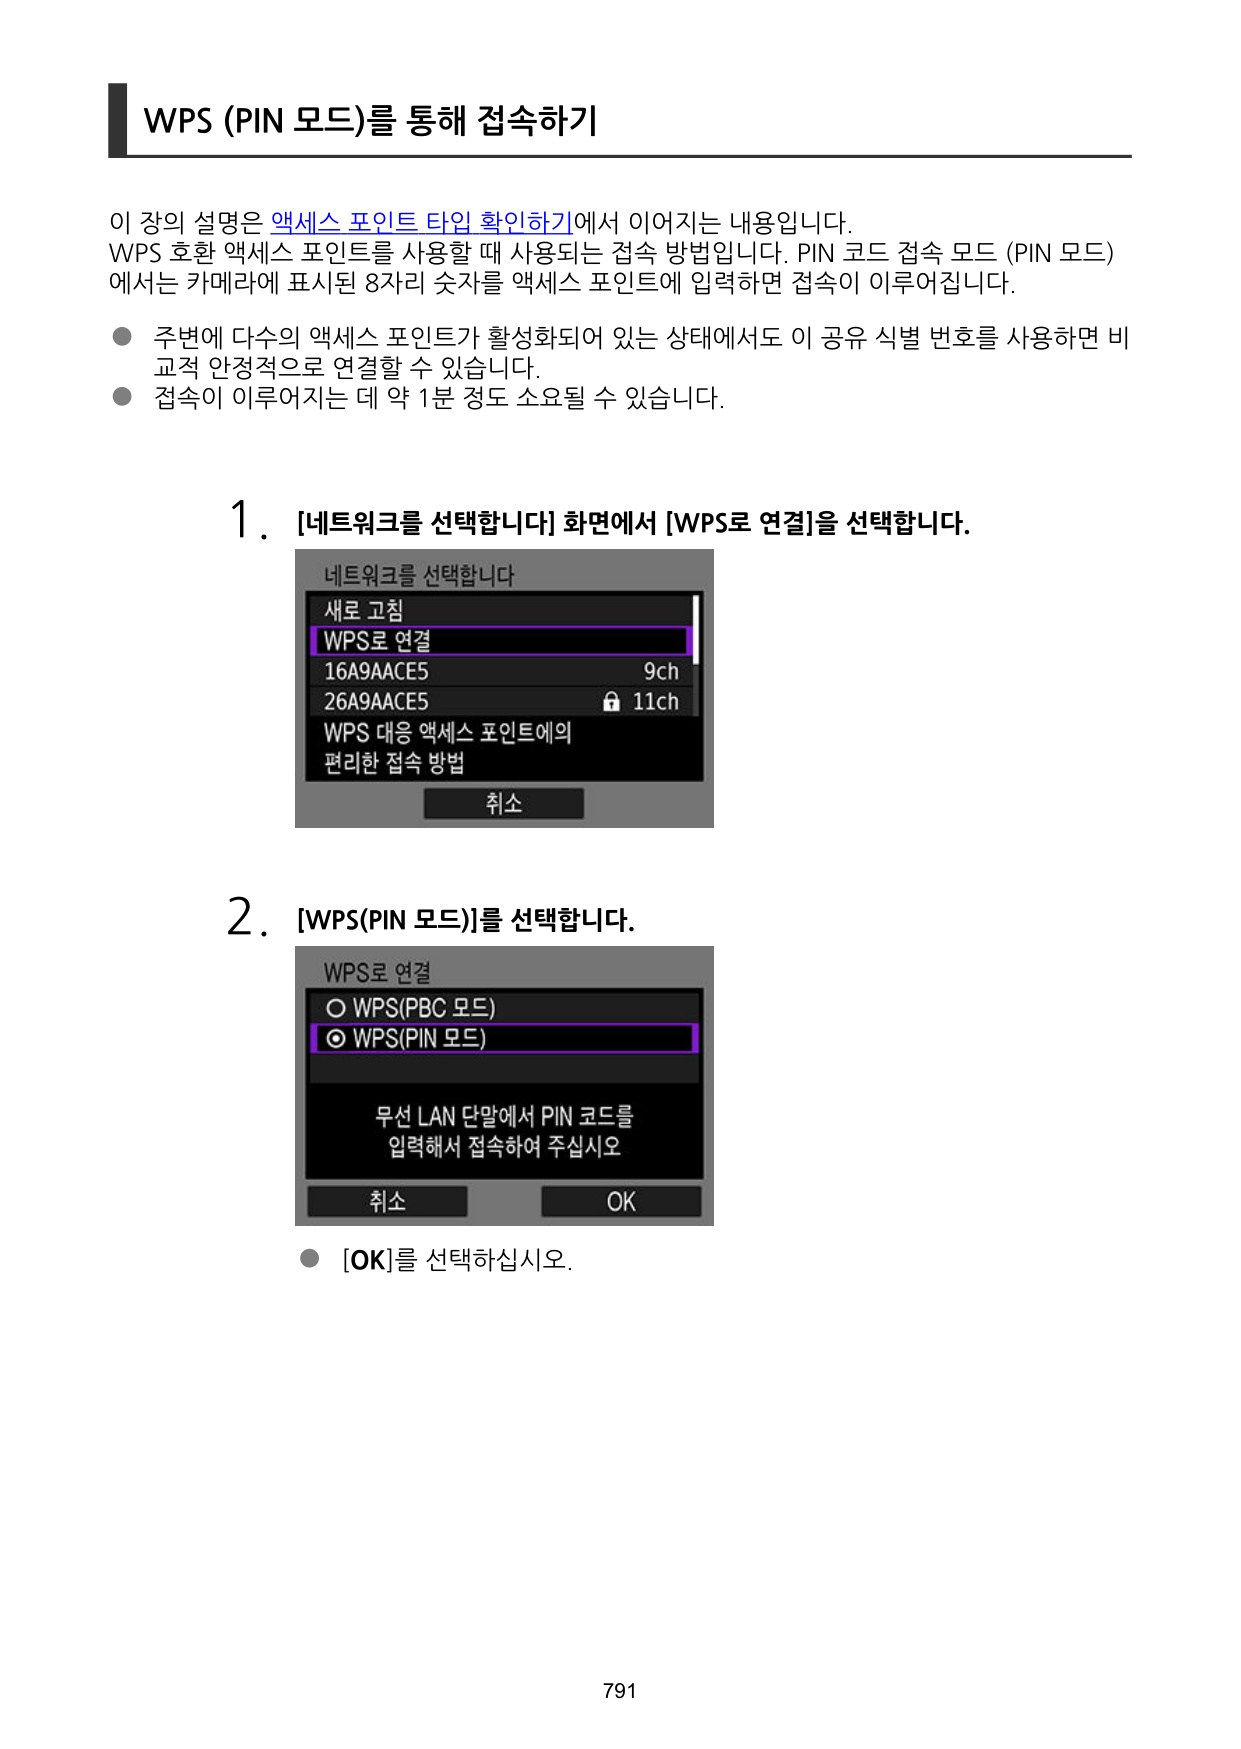 WPS (PIN 모드)를 통해 접속하기
이 장의 설명은 액세스 포인트 타입 확인하기에서 이어지는 내용입니다.
WPS 호환 액세스 포인트를 사용할 때 사용되는 접속 방법입니다. PIN 코드 접속 모드 (PIN 모드)
에서는 카메라에 표시된 8자리 숫자를 액세스 포인트에 입력하면 접속이 이루어집니다.
● 주변에 다수의 액세스 포인트가 활성화되어 있는 상태에서도 이 공유 식별 번호를 사용하면 비
교적 안정적으로 연결할 수 있습니다.
● 접속이 이루어지는 데 약 1분 정도 소요될 수 있습니다.
1. [네트워크를 선택합니다] 화면에서 [WPS로 연결]을 선택합니다.
네트워크를 선택합니다
새로 고침
WPS로 연결
16A9AACE5 9ch
26A9AACE5 11ch
WPS 대응 액세스 포인트에의
편리한 접속 방법
취소
2. [WPS(PIN 모드)]를 선택합니다.
WPS로 연결
WPS(PBC 모드)
WPS(PIN 모드)
무선 LAN 단말에서 PIN 코드를
입력해서 접속하여 주십시오
취소 OK
● [OK]를 선택하십시오.
791